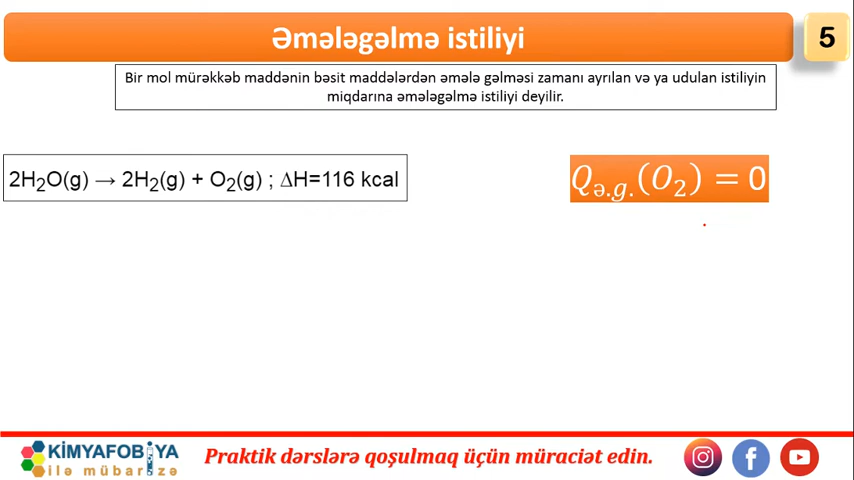 Əmələgəlmə istiliyi
5
Bir mol mürəkkəb maddənin bəsit maddələrdən əmələ gəlməsi zamanı ayrılan və ya udulan istiliyin
miqdarına əmələgəlmə istiliyi deyilir.
2H₂O(g) → 2H₂(g) + O₂(g) ; ΔH=116 kcal
Qə.g.(O₂) = 0
KİMYAFOBİYA
ilə mübarizə
Praktik dərslərə qoşulmaq üçün müraciət edin.